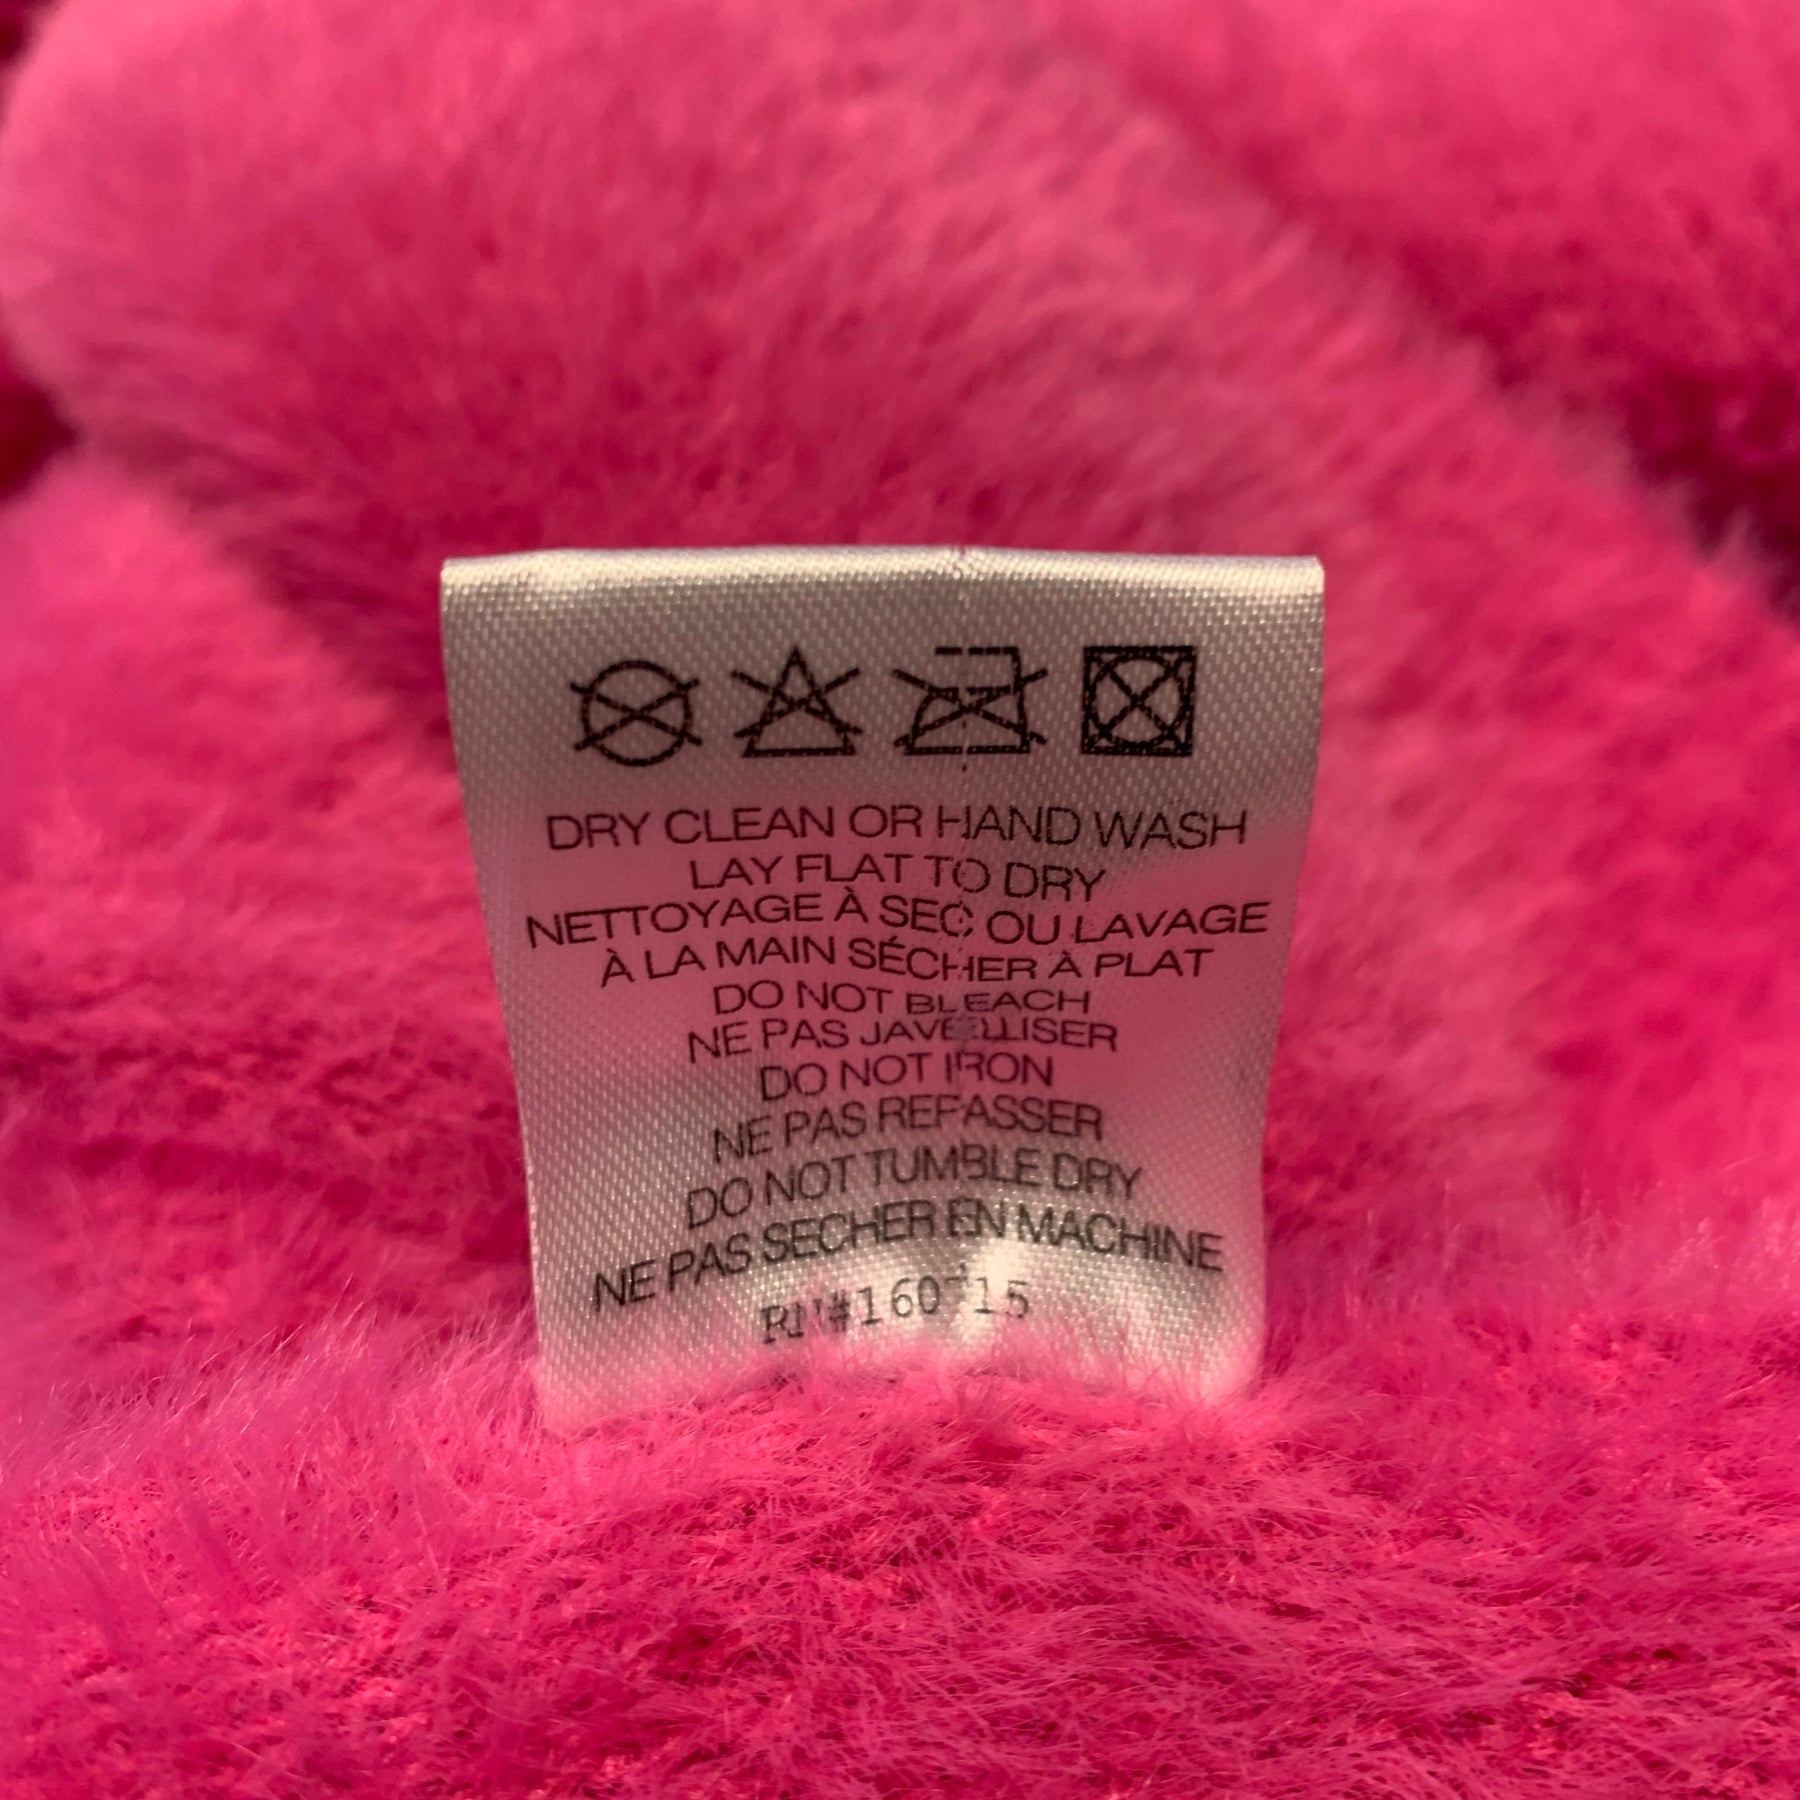 DRY CLEAN OR HAND WASH
LAY FLAT TO DRY
NETTOYAGE À SEC OU LAVAGE
À LA MAIN SÉCHER À PLAT
DO NOT BLEACH
NE PAS JAVELLISER
DO NOT IRON
NE PAS REPASSER
DO NOT TUMBLE DRY
NE PAS SECHER EN MACHINE
RN#160715